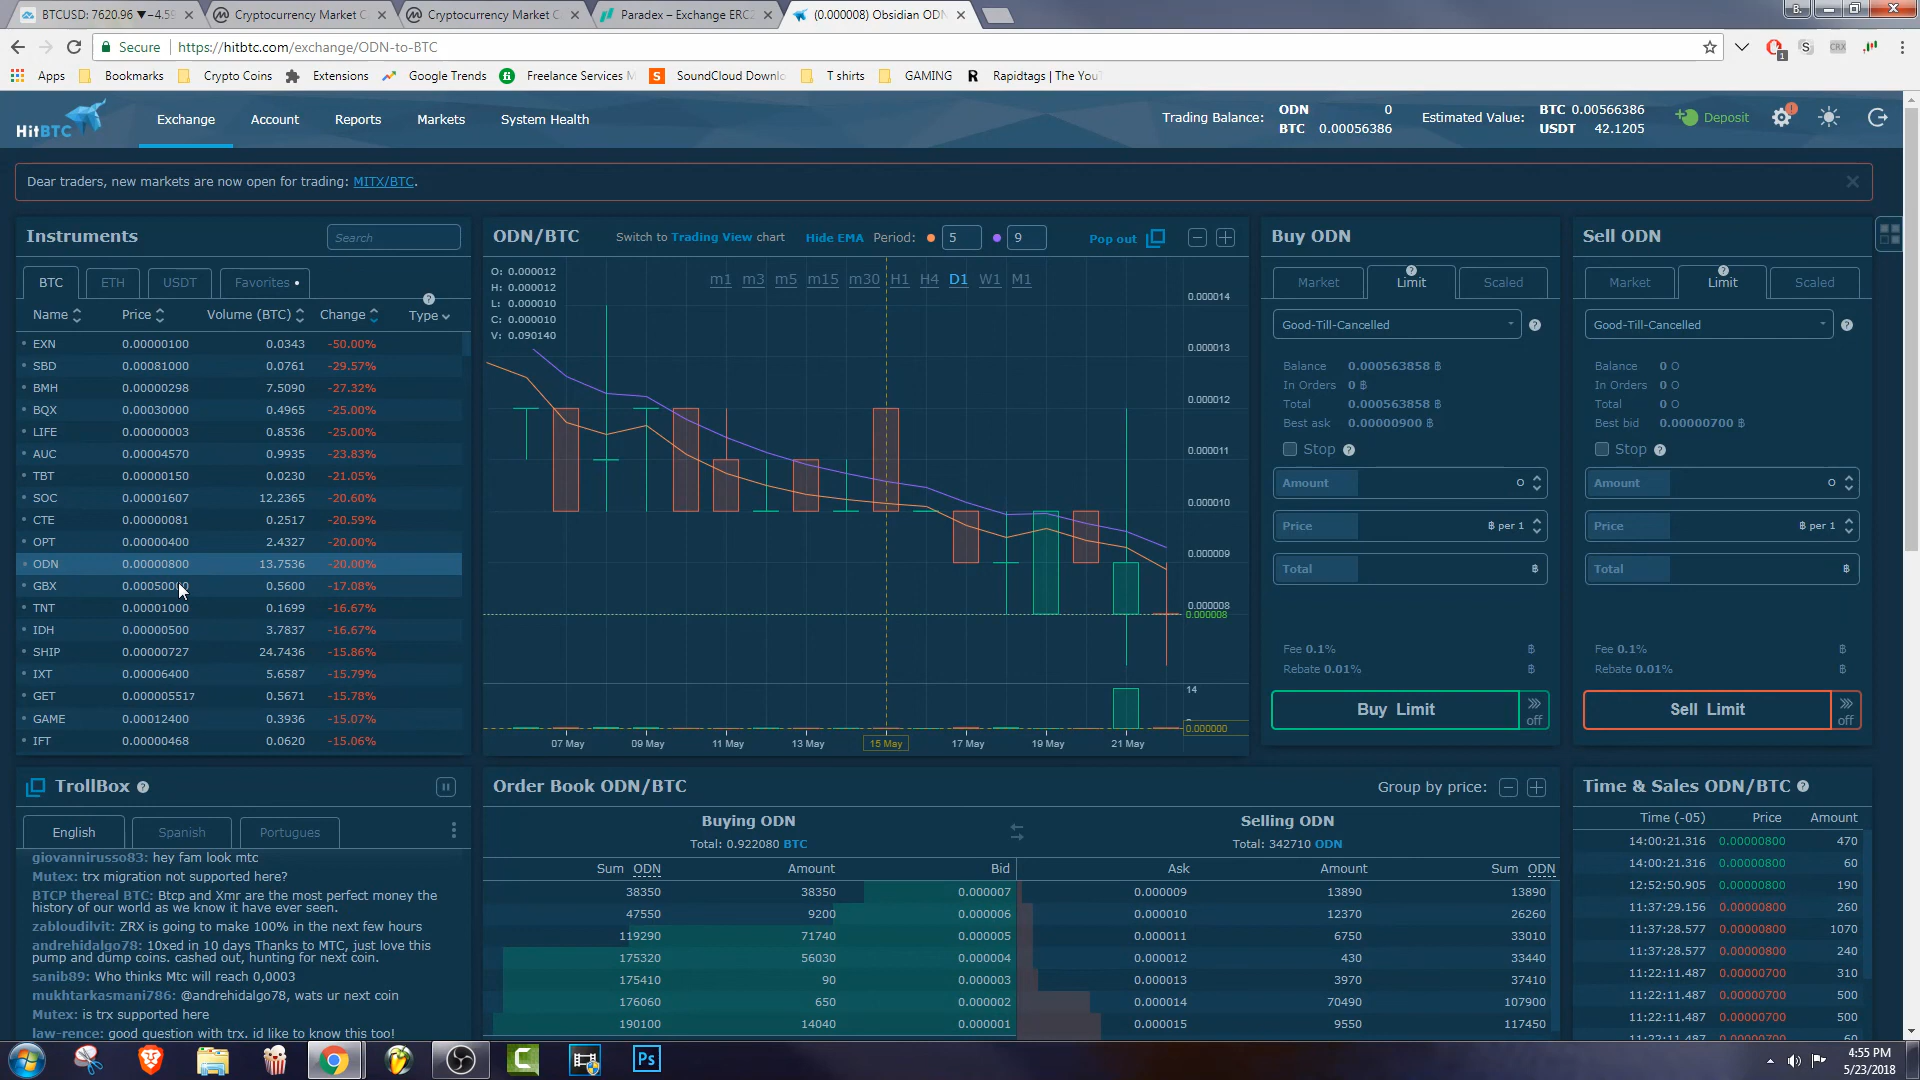 BTCUSD: 7620.96 ▼−4.59
Cryptocurrency Market C
Cryptocurrency Market C
Paradex – Exchange ERC2
(0.000008) Obsidian ODN
B.
Secure | https://hitbtc.com/exchange/ODN-to-BTC
Apps Bookmarks Crypto Coins Extensions Google Trends Freelance Services M SoundCloud Downlo T shirts GAMING Rapidtags | The You
HitBTC
Exchange Account Reports Markets System Health
Trading Balance: ODN 0
BTC 0.00056386
Estimated Value: BTC 0.00566386
USDT 42.1205
Deposit
Dear traders, new markets are now open for trading: MITX/BTC.
Instruments
Search
BTC ETH USDT Favorites •
Name Price Volume (BTC) Change Type
EXN 0.00000100 0.0343 -50.00%
SBD 0.00081000 0.0761 -29.57%
BMH 0.00000298 7.5090 -27.32%
BQX 0.00030000 0.4965 -25.00%
LIFE 0.00000003 0.8536 -25.00%
AUC 0.00004570 0.9935 -23.83%
TBT 0.00000150 0.0230 -21.05%
SOC 0.00001607 12.2365 -20.60%
CTE 0.00000081 0.2517 -20.59%
OPT 0.00000400 2.4327 -20.00%
ODN 0.00000800 13.7536 -20.00%
GBX 0.00050000 0.5600 -17.08%
TNT 0.00001000 0.1699 -16.67%
IDH 0.00000500 3.7837 -16.67%
SHIP 0.00000727 24.7436 -15.86%
IXT 0.00006400 5.6587 -15.79%
GET 0.000005517 0.5671 -15.78%
GAME 0.00012400 0.3936 -15.07%
IFT 0.00000468 0.0620 -15.06%
ODN/BTC
Switch to Trading View chart Hide EMA Period: 5 9 Pop out
O: 0.000012
H: 0.000012
L: 0.000010
C: 0.000010
V: 0.090140
m1 m3 m5 m15 m30 H1 H4 D1 W1 M1
0.000014
0.000013
0.000012
0.000011
0.000010
0.000009
0.000008
0.000008
14
0.000000
07 May 09 May 11 May 13 May 15 May 17 May 19 May 21 May
Buy ODN
Market Limit Scaled
Good-Till-Cancelled
Balance 0.000563858 ฿
In Orders 0 ฿
Total 0.000563858 ฿
Best ask 0.00000900 ฿
Stop
Amount O
Price ฿ per 1
Total ฿
Fee 0.1% ฿
Rebate 0.01% ฿
Buy Limit
off
Sell ODN
Market Limit Scaled
Good-Till-Cancelled
Balance 0 O
In Orders 0 O
Total 0 O
Best bid 0.00000700 ฿
Stop
Amount O
Price ฿ per 1
Total ฿
Fee 0.1% ฿
Rebate 0.01% ฿
Sell Limit
off
TrollBox
English Spanish Portugues
giovannirusso83: hey fam look mtc
Mutex: trx migration not supported here?
BTCP thereal BTC: Btcp and Xmr are the most perfect money the
history of our world as we know it have ever seen.
zabloudilvit: ZRX is going to make 100% in the next few hours
andrehidalgo78: 10xed in 10 days Thanks to MTC, just love this
pump and dump coins. cashed out, hunting for next coin.
sanib89: Who thinks Mtc will reach 0,0003
mukhtarkasmani786: @andrehidalgo78, wats ur next coin
Mutex: is trx supported here
law-rence: good question with trx. id like to know this too!
Order Book ODN/BTC
Group by price:
Buying ODN
Total: 0.922080 BTC
Selling ODN
Total: 342710 ODN
Sum ODN Amount Bid Ask Amount Sum ODN
38350 38350 0.000007 0.000009 13890 13890
47550 9200 0.000006 0.000010 12370 26260
119290 71740 0.000005 0.000011 6750 33010
175320 56030 0.000004 0.000012 430 33440
175410 90 0.000003 0.000013 3970 37410
176060 650 0.000002 0.000014 70490 107900
190100 14040 0.000001 0.000015 9550 117450
Time & Sales ODN/BTC
Time (-05) Price Amount
14:00:21.316 0.00000800 470
14:00:21.316 0.00000800 60
12:52:50.905 0.00000800 190
11:37:29.156 0.00000800 260
11:37:28.577 0.00000800 1070
11:37:28.577 0.00000800 240
11:22:11.487 0.00000700 310
11:22:11.487 0.00000700 500
11:22:11.487 0.00000700 500
Ps
4:55 PM
5/23/2018